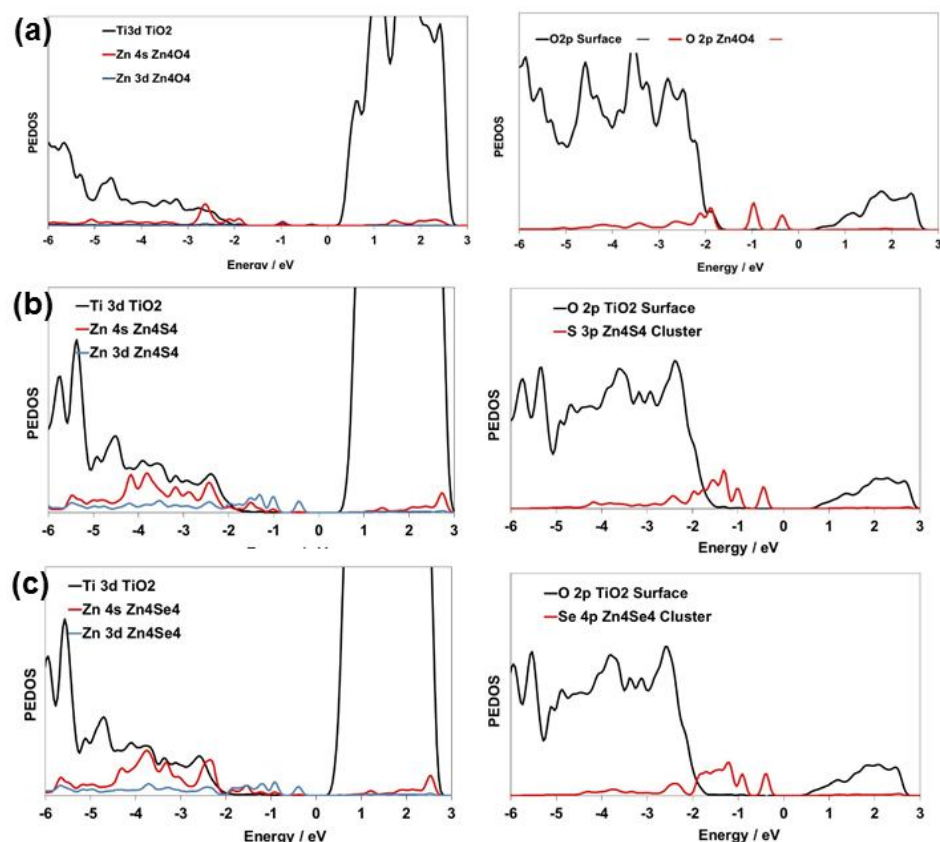 (a)
Ti3d TiO2
Zn 4s Zn4O4
Zn 3d Zn4O4
PEDOS
-6 -5 -4 -3 -2 -1 0 1 2 3
Energy / eV
O2p Surface
O 2p Zn4O4
PEDOS
-6 -5 -4 -3 -2 -1 0 1 2 3
Energy / eV
(b)
Ti 3d TiO2
Zn 4s Zn4S4
Zn 3d Zn4S4
PEDOS
-6 -5 -4 -3 -2 -1 0 1 2 3
O 2p TiO2 Surface
S 3p Zn4S4 Cluster
PEDOS
-6 -5 -4 -3 -2 -1 0 1 2 3
Energy / eV
(c)
Ti 3d TiO2
Zn 4s Zn4Se4
Zn 3d Zn4Se4
PEDOS
-6 -5 -4 -3 -2 -1 0 1 2 3
Energy / eV
O 2p TiO2 Surface
Se 4p Zn4Se4 Cluster
PEDOS
-6 -5 -4 -3 -2 -1 0 1 2 3
Energy / eV